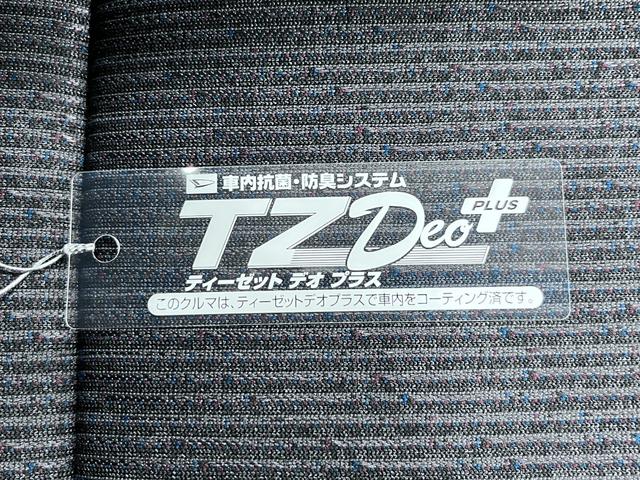 車内抗菌・防臭システム
TZ Deo PLUS
ティーゼット デオ プラス
このクルマは、ティーゼットデオプラスで車内をコーティング済です。